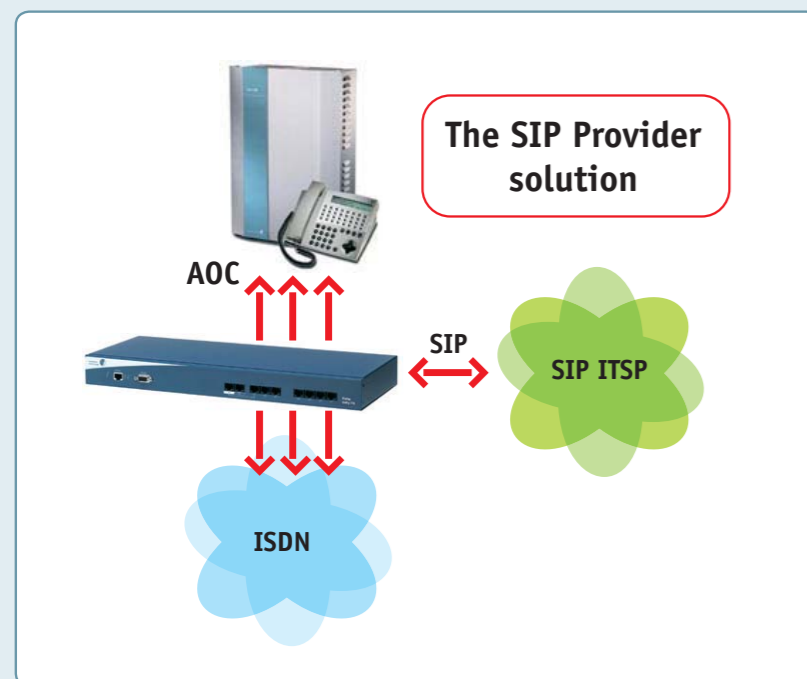 The SIP Provider
solution
AOC
SIP
SIP ITSP
ISDN